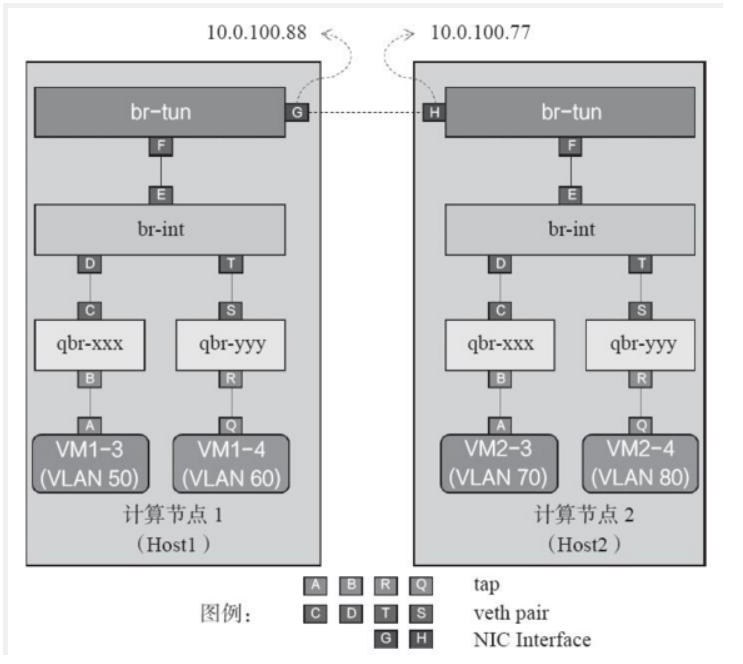 10.0.100.88 10.0.100.77
br-tun G H br-tun
F F
E E
br-int br-int
D T D T
C S C S
qbr-xxx qbr-yyy qbr-xxx qbr-yyy
B R B R
A Q A Q
VM1-3 VM1-4 VM2-3 VM2-4
(VLAN 50) (VLAN 60) (VLAN 70) (VLAN 80)
计算节点 1 计算节点 2
（Host1） （Host2）
A B R Q tap
图例： C D T S veth pair
G H NIC Interface